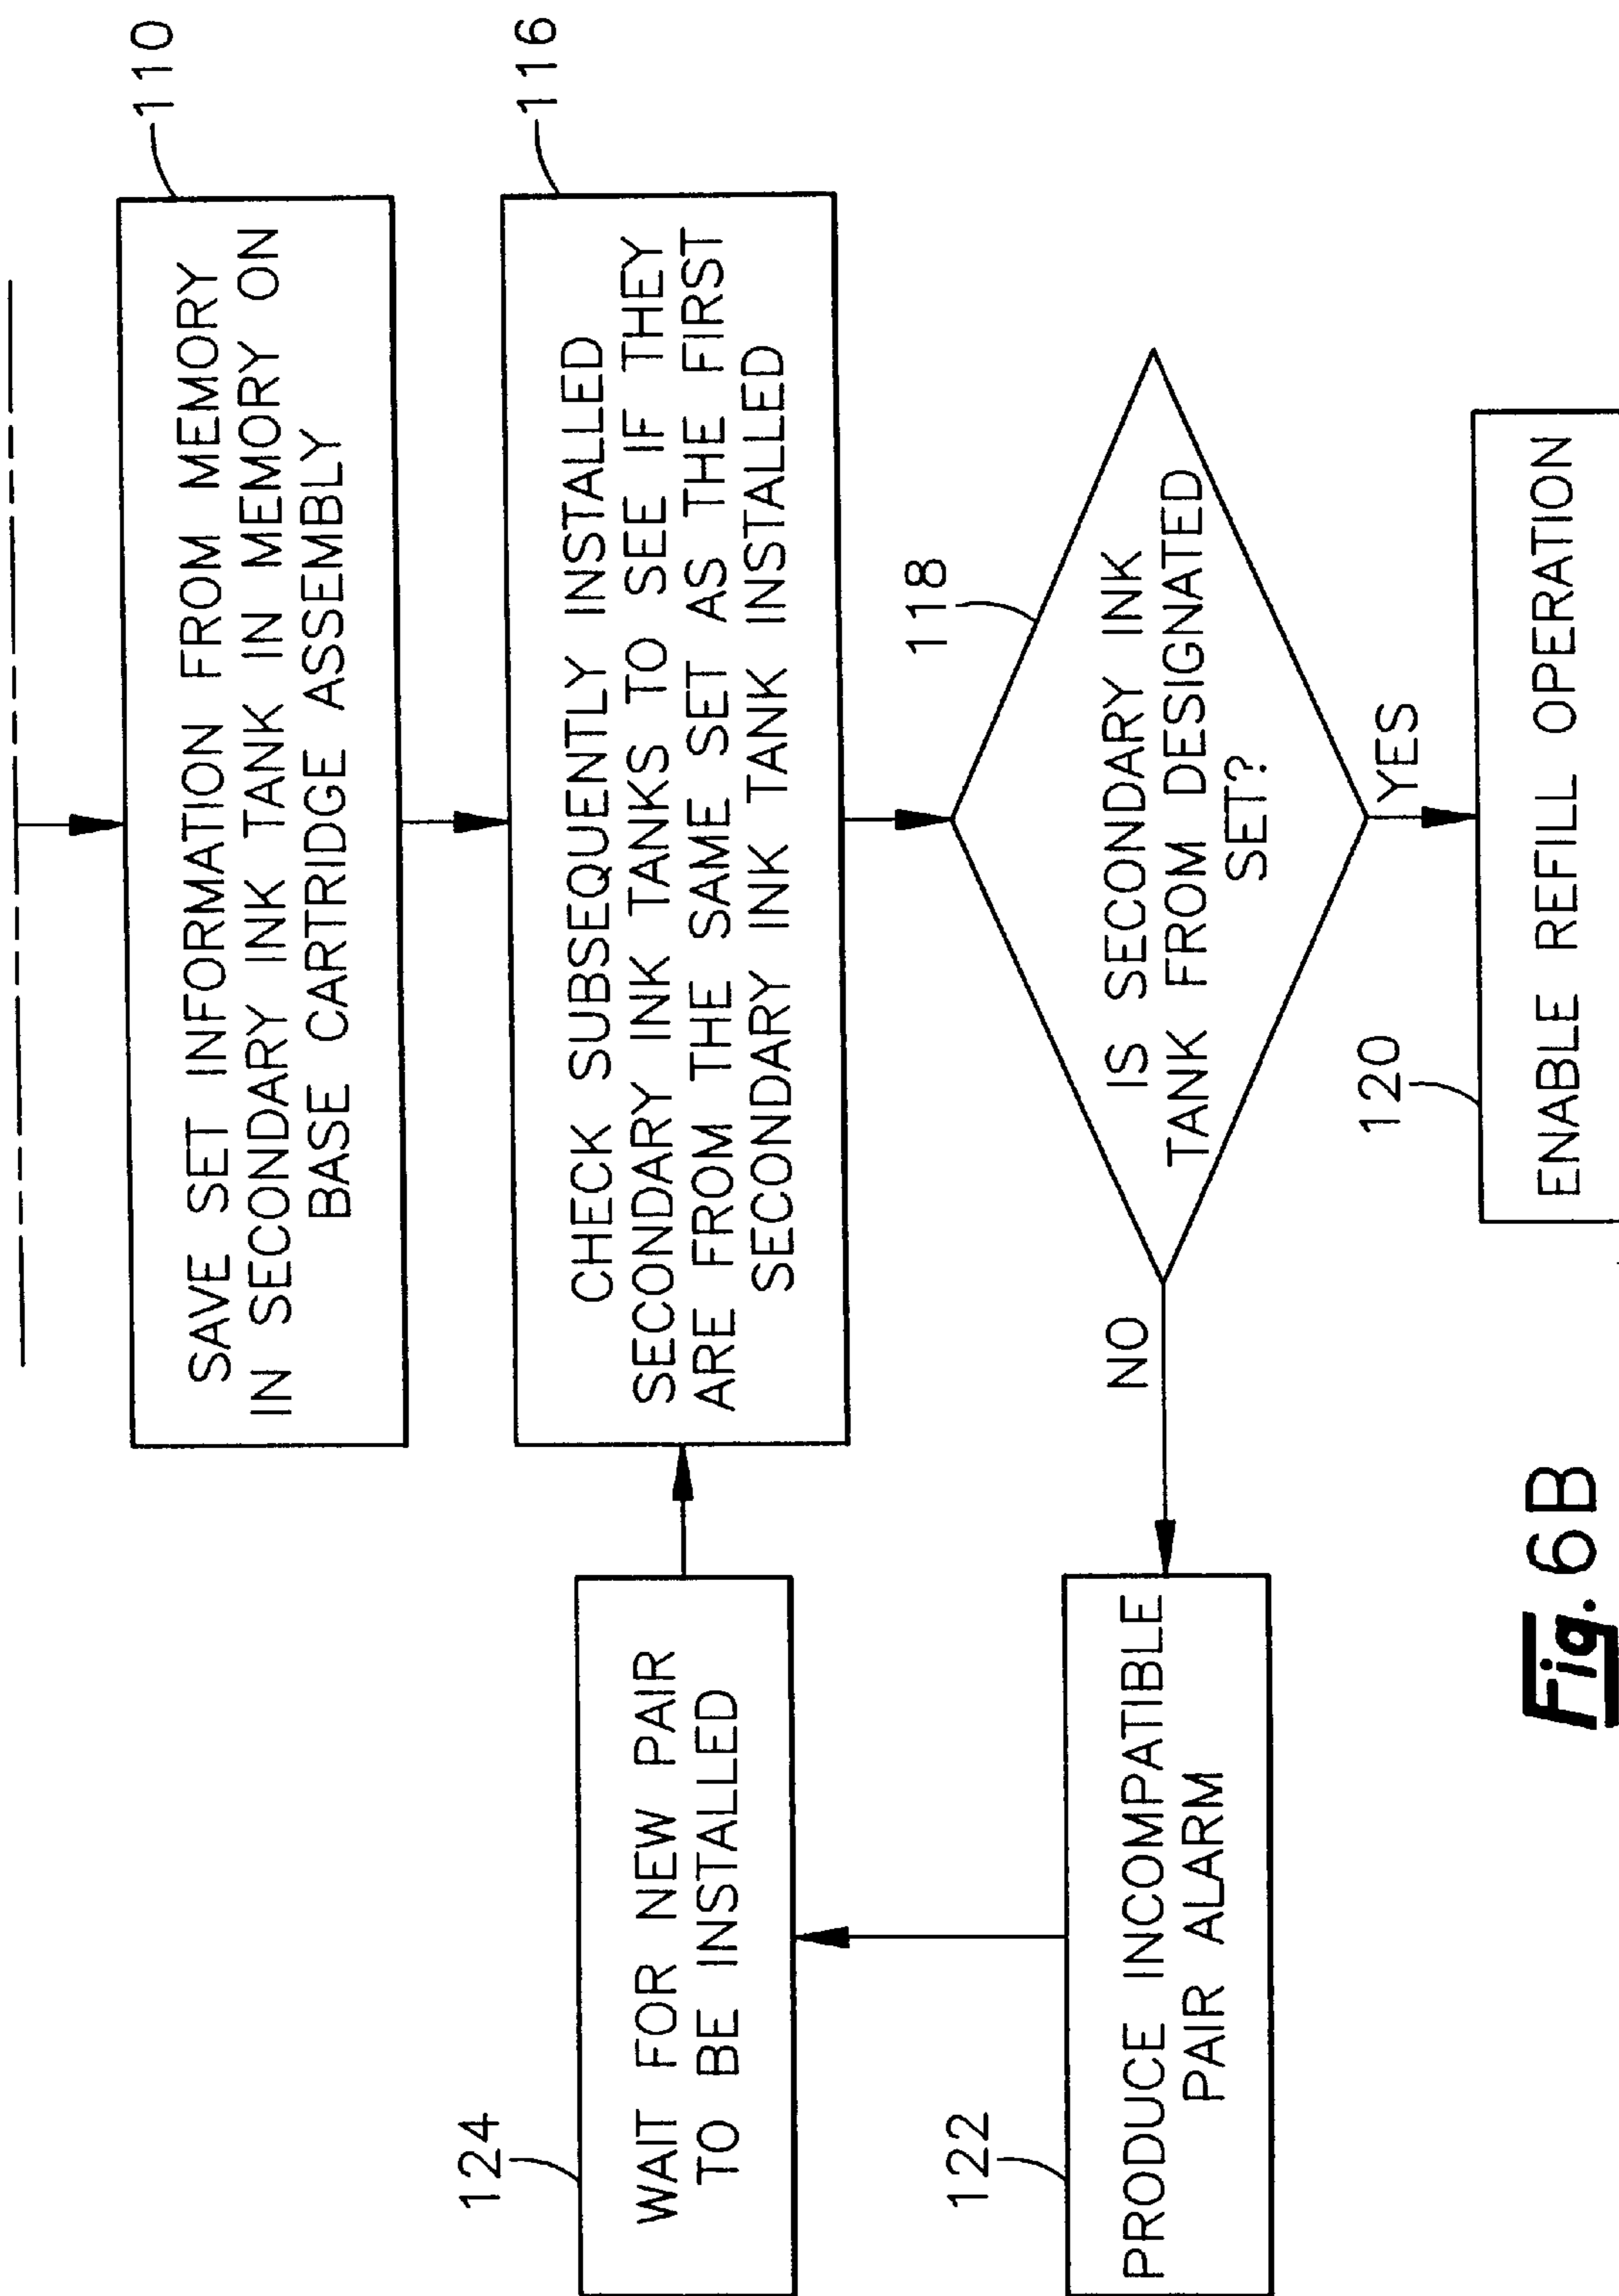 110
SAVE SET INFORMATION FROM MEMORY
IN SECONDARY INK TANK IN MEMORY ON
BASE CARTRIDGE ASSEMBLY
116
CHECK SUBSEQUENTLY INSTALLED
SECONDARY INK TANKS TO SEE IF THEY
ARE FROM THE SAME SET AS THE FIRST
SECONDARY INK TANK INSTALLED
124
WAIT FOR NEW PAIR
TO BE INSTALLED
118
IS SECONDARY INK
TANK FROM DESIGNATED
SET?
NO
YES
122
PRODUCE INCOMPATIBLE
PAIR ALARM
120
ENABLE REFILL OPERATION
Fig. 6B